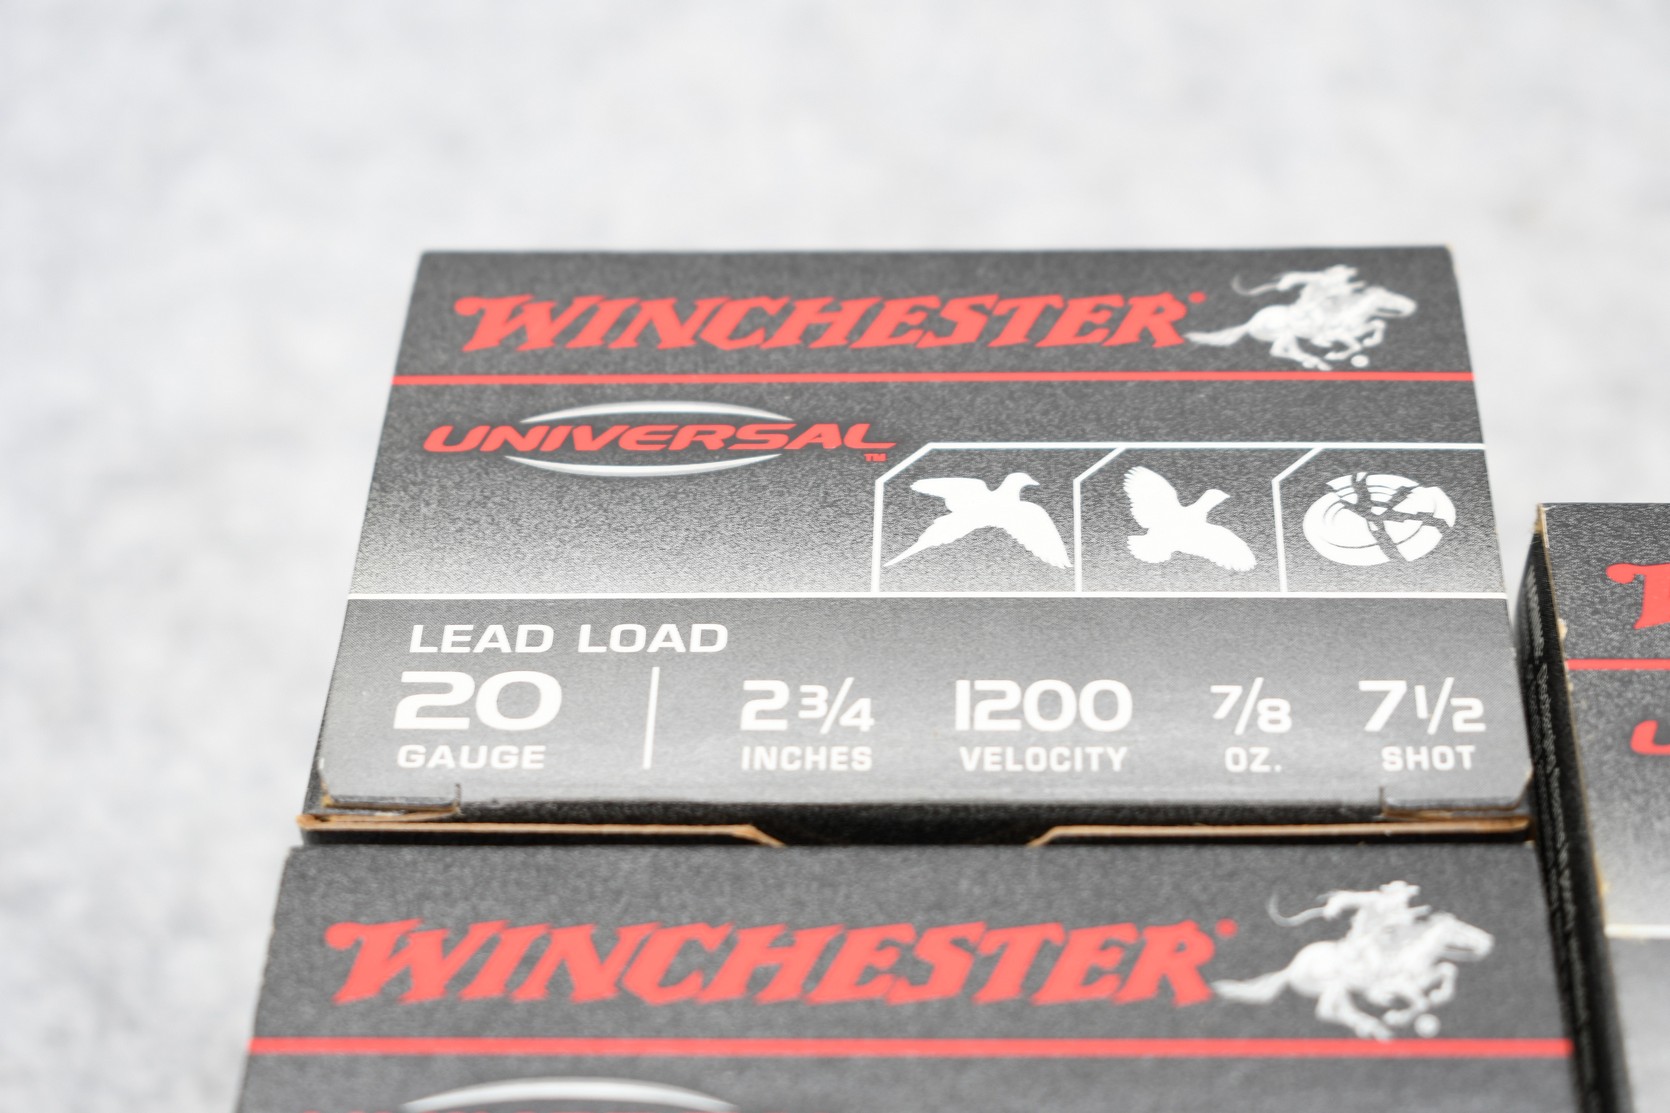 WINCHESTER®
UNIVERSAL™
LEAD LOAD
20 2 3/4 1200 7/8 7 1/2
GAUGE INCHES VELOCITY OZ. SHOT
WINCHESTER®